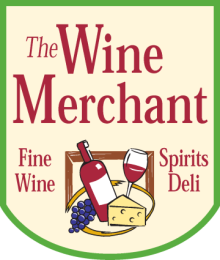 The Wine
Merchant
Fine Spirits
Wine Deli